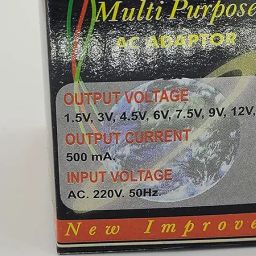 Multi Purpose
AC ADAPTOR
OUTPUT VOLTAGE
1.5V, 3V, 4.5V, 6V, 7.5V, 9V, 12V,
OUTPUT CURRENT
500 mA.
INPUT VOLTAGE
AC. 220V. 50Hz.
New Improve